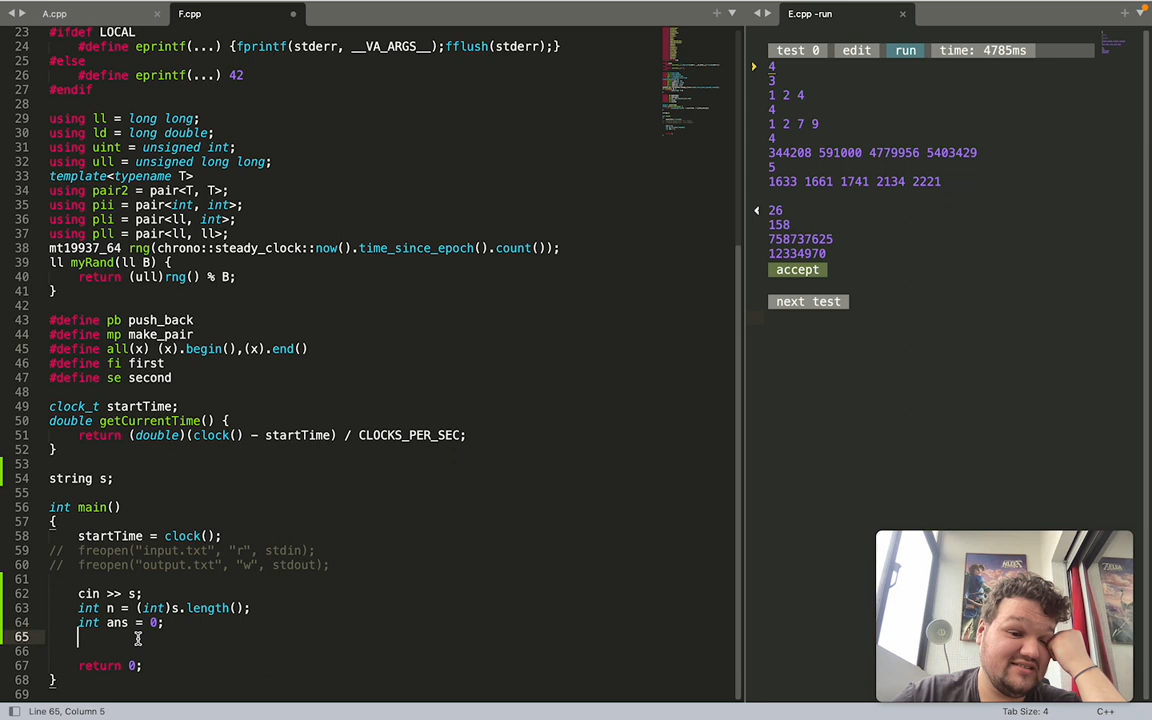 A.cpp
F.cpp
E.cpp -run
23 #ifdef LOCAL
24     #define eprintf(...) {fprintf(stderr, __VA_ARGS__);fflush(stderr);}
25 #else
26     #define eprintf(...) 42
27 #endif
28
29 using ll = long long;
30 using ld = long double;
31 using uint = unsigned int;
32 using ull = unsigned long long;
33 template<typename T>
34 using pair2 = pair<T, T>;
35 using pii = pair<int, int>;
36 using pli = pair<ll, int>;
37 using pll = pair<ll, ll>;
38 mt19937_64 rng(chrono::steady_clock::now().time_since_epoch().count());
39 ll myRand(ll B) {
40     return (ull)rng() % B;
41 }
42
43 #define pb push_back
44 #define mp make_pair
45 #define all(x) (x).begin(),(x).end()
46 #define fi first
47 #define se second
48
49 clock_t startTime;
50 double getCurrentTime() {
51     return (double)(clock() - startTime) / CLOCKS_PER_SEC;
52 }
53
54 string s;
55
56 int main()
57 {
58     startTime = clock();
59 //  freopen("input.txt", "r", stdin);
60 //  freopen("output.txt", "w", stdout);
61
62     cin >> s;
63     int n = (int)s.length();
64     int ans = 0;
65
66
67     return 0;
68 }
69
test 0 edit run time: 4785ms
4
3
1 2 4
4
1 2 7 9
4
344208 591000 4779956 5403429
5
1633 1661 1741 2134 2221
26
158
758737625
12334970
accept
next test
ZELDA
Line 65, Column 5
Tab Size: 4
C++